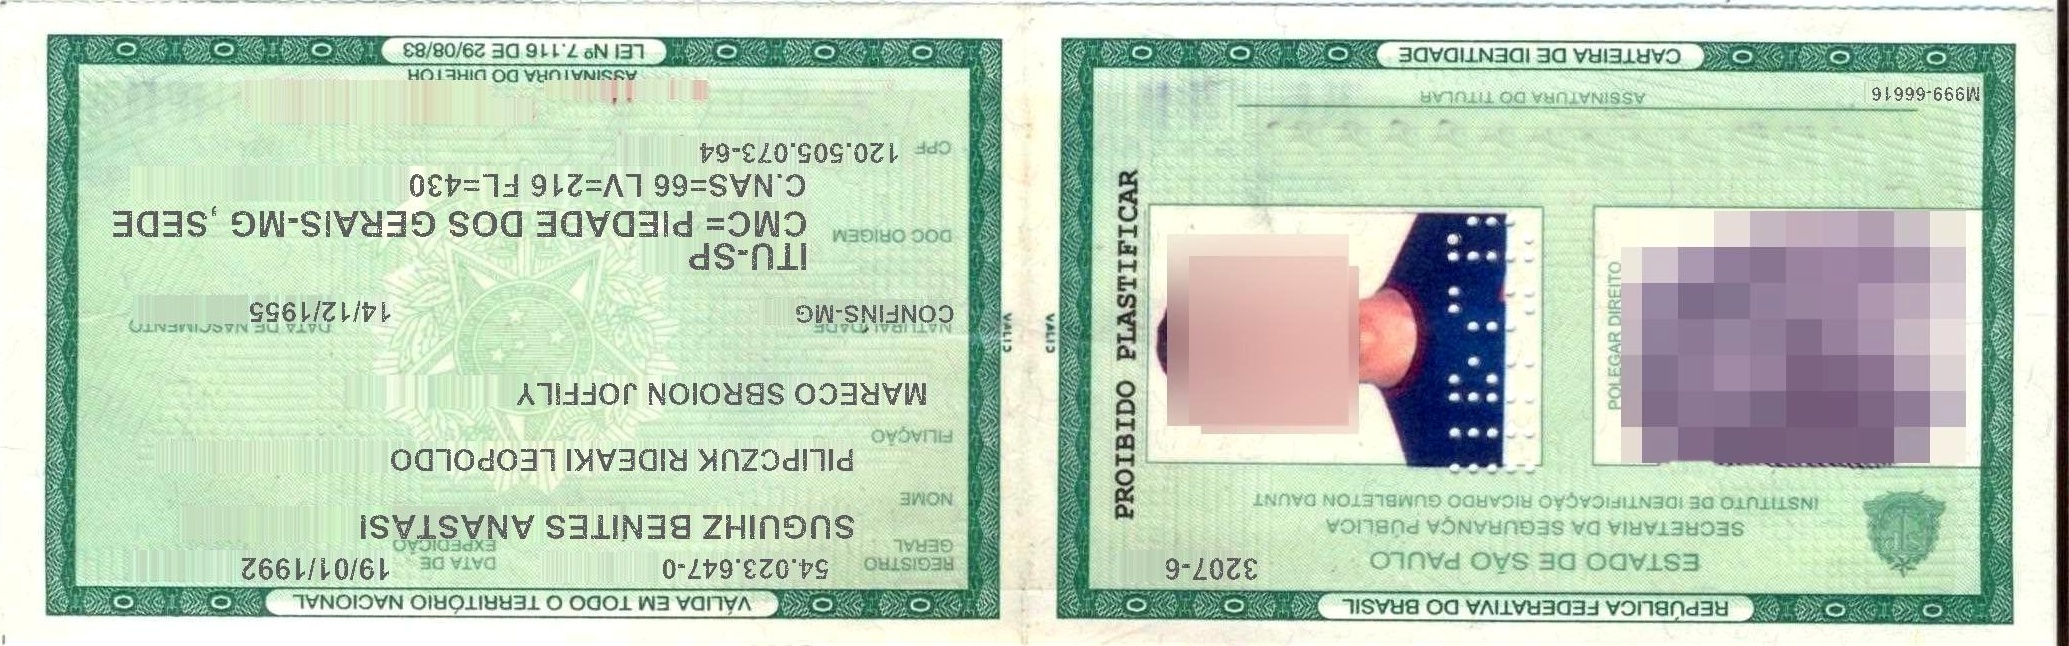 REPÚBLICA FEDERATIVA DO BRASIL
ESTADO DE SÃO PAULO
3207-6
SECRETARIA DA SEGURANÇA PÚBLICA
INSTITUTO DE IDENTIFICAÇÃO RICARDO GUMBLETON DAUNT
POLEGAR DIREITO
PROIBIDO PLASTIFICAR
ASSINATURA DO TITULAR
M999-66616
CARTEIRA DE IDENTIDADE
VÁLIDA EM TODO O TERRITÓRIO NACIONAL
REGISTRO GERAL 54.023.647-0 DATA DE EXPEDIÇÃO 19/01/1992
SUGUIHZ BENITES ANASTASI
NOME
PILIPCZUK RIDEAKI LEOPOLDO
FILIAÇÃO
MARECO SBROION JOFFILY
NATURALIDADE DATA DE NASCIMENTO
CONFINS-MG 14/12/1955
ITU-SP
DOC ORIGEM CMC= PIEDADE DOS GERAIS-MG ,SEDE
C.NAS=66 LV=216 FL=430
CPF 120.505.073-64
ASSINATURA DO DIRETOR
LEI Nº 7.116 DE 29/08/83